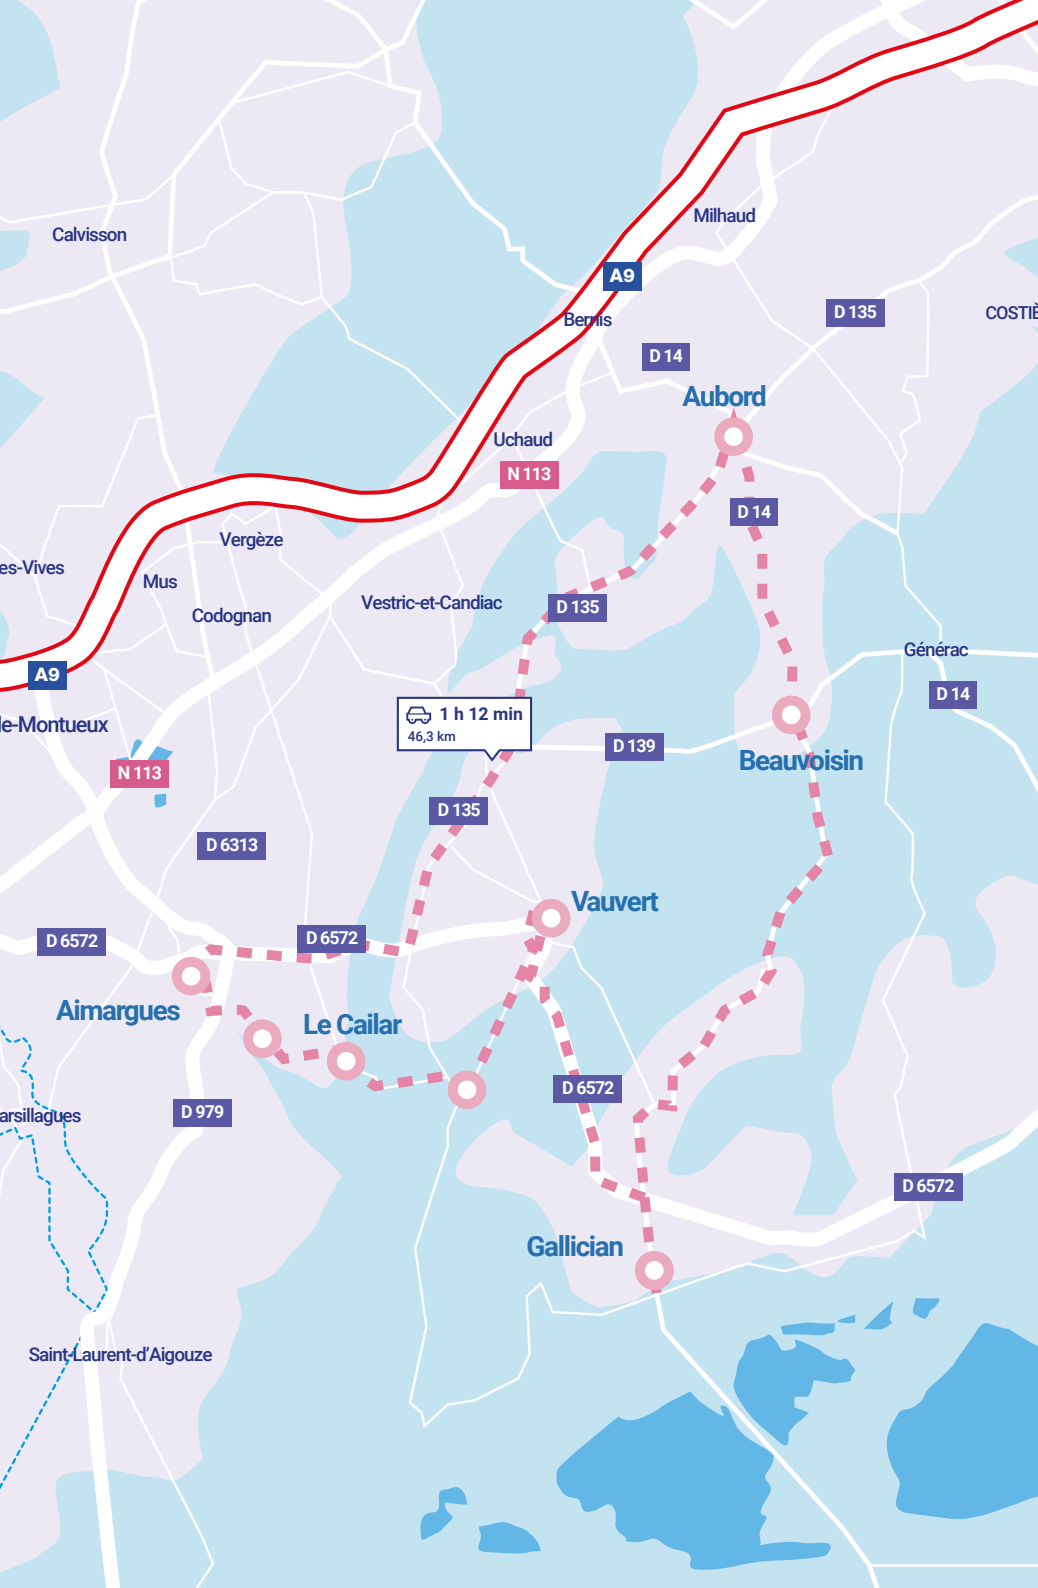 Milhaud
Calvisson
A9
D 135
COSTIÈ
Bernis
D 14
Aubord
Uchaud
N 113
D 14
Vergèze
es-Vives
Mus
Vestric-et-Candiac
D 135
Codognan
Générac
A9
D 14
1 h 12 min
46,3 km
le-Montueux
D 139
Beauvoisin
N 113
D 135
D 6313
Vauvert
D 6572
D 6572
Aimargues
Le Cailar
D 6572
D 979
arsillagues
D 6572
Gallician
Saint-Laurent-d'Aigouze